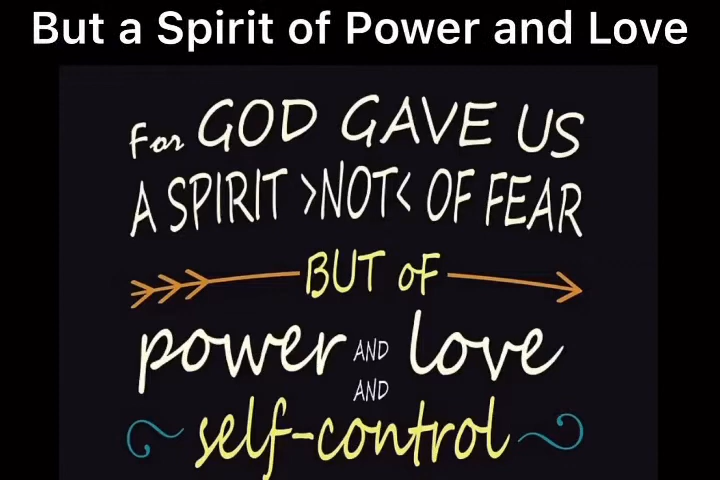 But a Spirit of Power and Love
For GOD GAVE US
A SPIRIT >NOT< OF FEAR
BUT OF
power AND love
AND
self-control